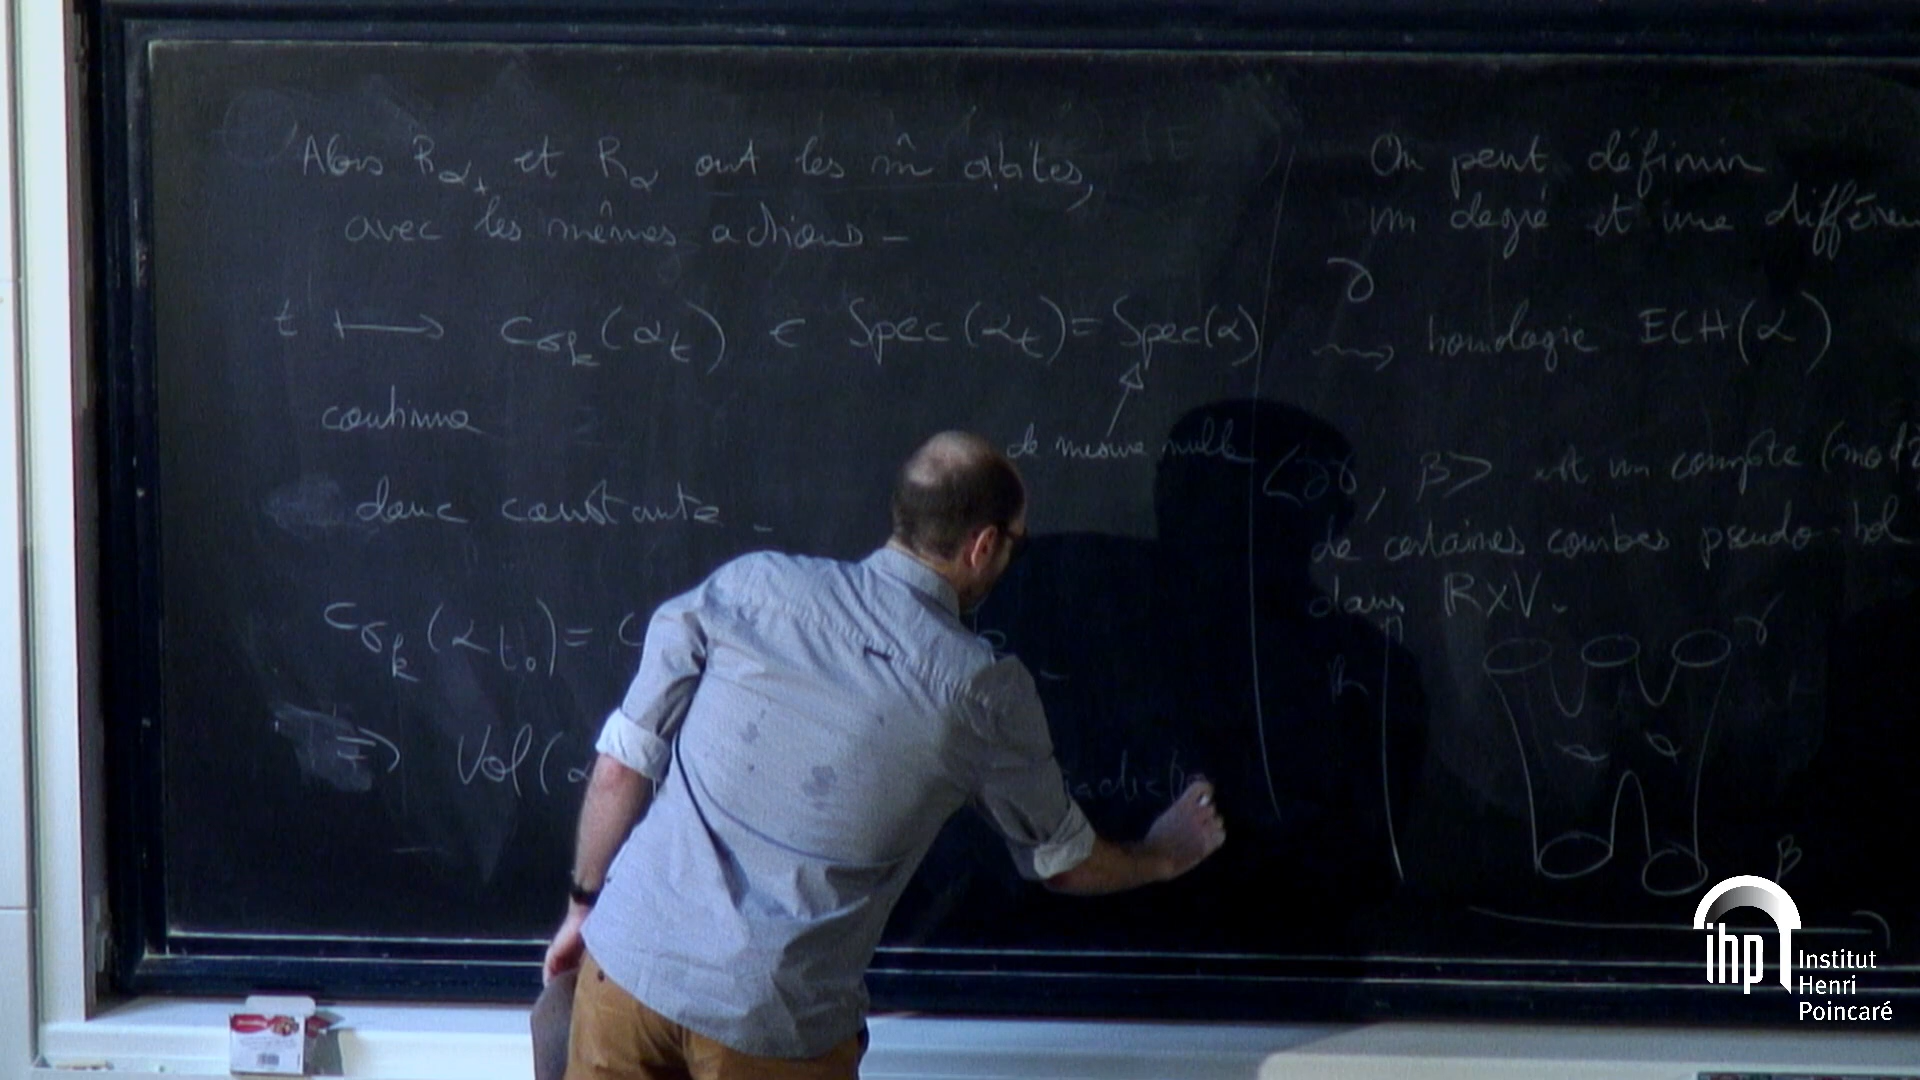 Alors R_{α_t} et R_α ont les m̂ orbites,
avec les mêmes actions –
t ⟼ c_{σ_k}(α_t) ∈ Spec(α_t) = Spec(α)
continue
de mesure nulle
donc constante –
c_{σ_k}(α_{t_0}) =
⇒ Vol(α
On peut définir
un degré et une
∂
⟿ homologie ECH(α)
<∂γ, β> est un compte (mod 2
de certaines courbes pseudo-hol
dans R×V.
R
γ
β
ihp
Institut
Henri
Poincaré